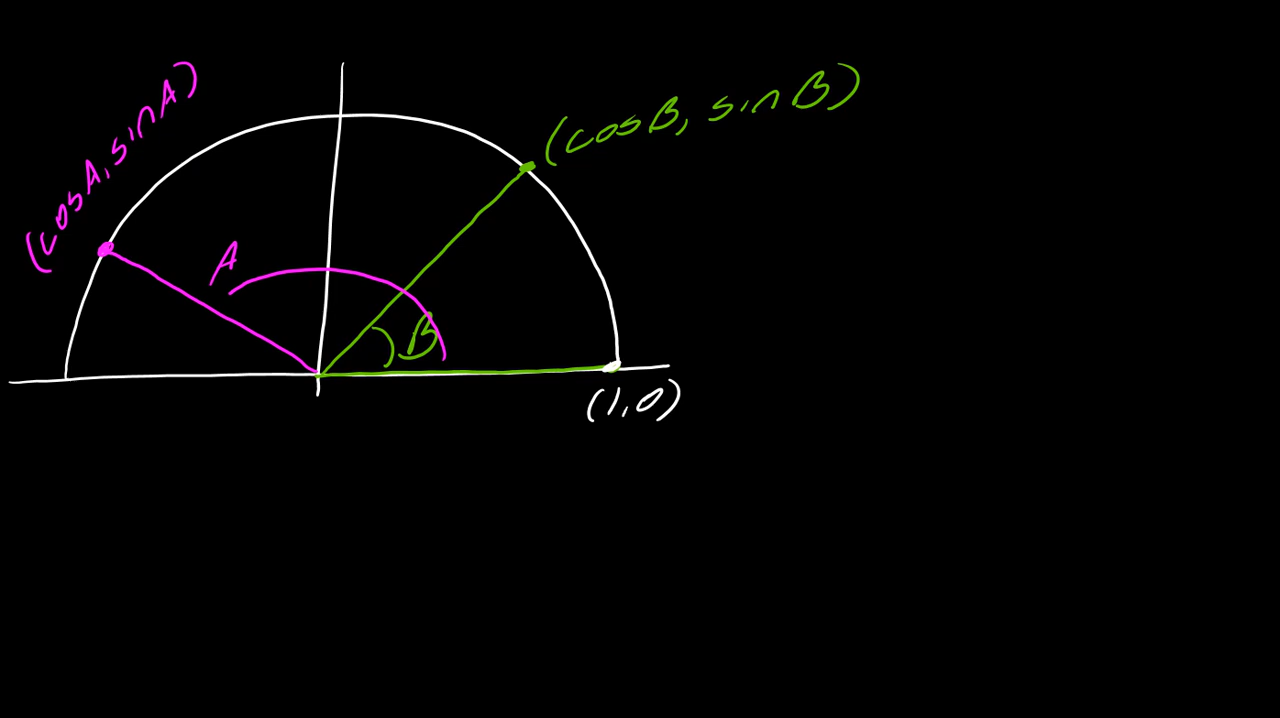 (cosA, sinA)
(cosB, sinB)
A
B
(1,0)